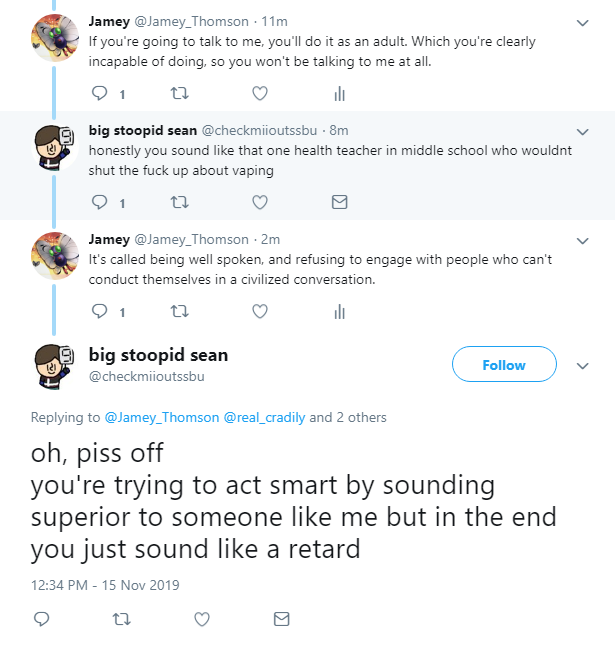 Jamey @Jamey_Thomson · 11m
If you're going to talk to me, you'll do it as an adult. Which you're clearly
incapable of doing, so you won't be talking to me at all.
1
big stoopid sean @checkmiioutssbu · 8m
honestly you sound like that one health teacher in middle school who wouldnt
shut the fuck up about vaping
1
Jamey @Jamey_Thomson · 2m
It's called being well spoken, and refusing to engage with people who can't
conduct themselves in a civilized conversation.
1
big stoopid sean
@checkmiioutssbu
Follow
Replying to @Jamey_Thomson @real_cradily and 2 others
oh, piss off
you're trying to act smart by sounding
superior to someone like me but in the end
you just sound like a retard
12:34 PM - 15 Nov 2019